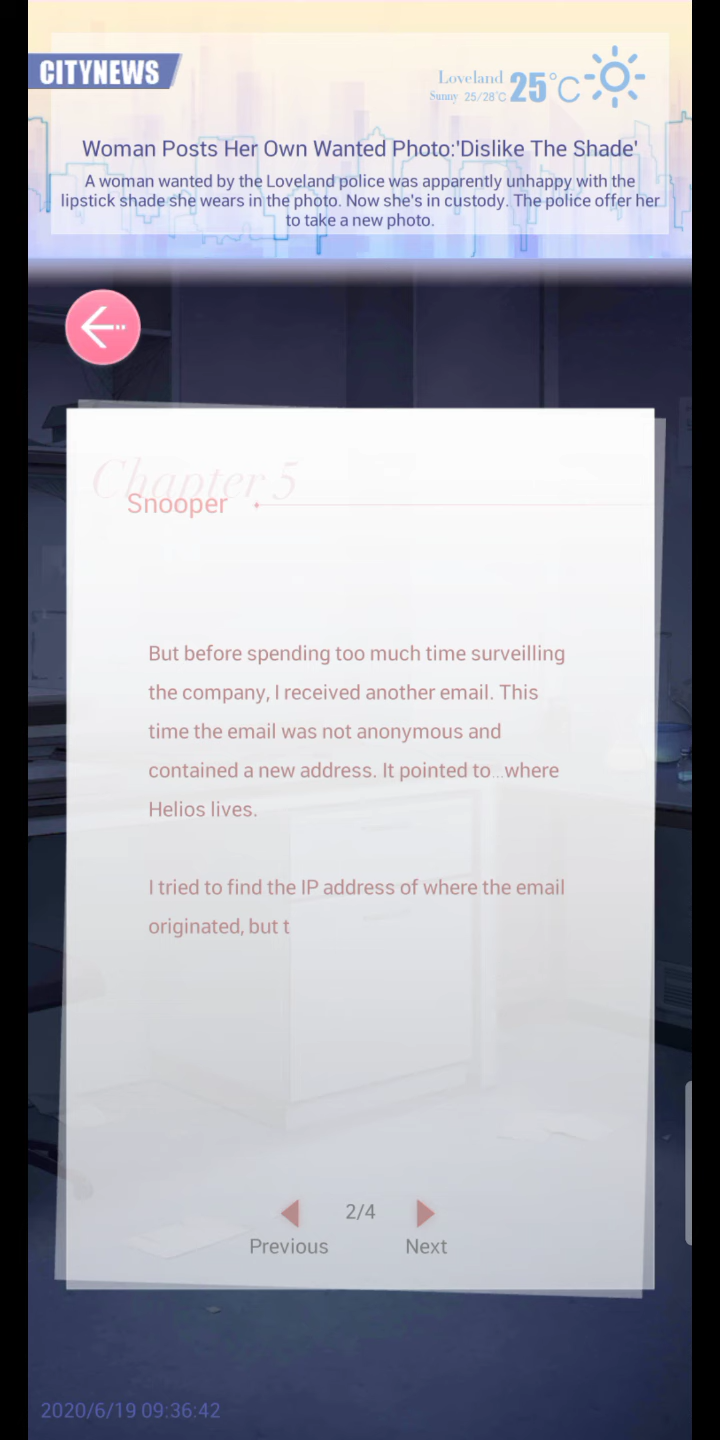 CITYNEWS
Loveland
Sunny 25/28°C 25°C
Woman Posts Her Own Wanted Photo:'Dislike The Shade'
A woman wanted by the Loveland police was apparently unhappy with the
lipstick shade she wears in the photo. Now she's in custody. The police offer her
to take a new photo.
Chapter 5
Snooper
But before spending too much time surveilling
the company, I received another email. This
time the email was not anonymous and
contained a new address. It pointed to...where
Helios lives.
I tried to find the IP address of where the email
originated, but t
2/4
Previous Next
2020/6/19 09:36:42